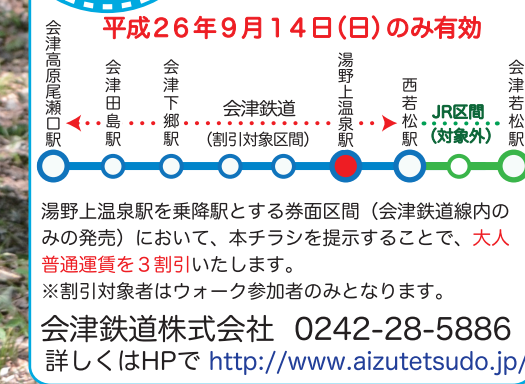 平成26年9月14日(日)のみ有効
会津高原尾瀬口駅
会津田島駅
会津下郷駅
会津鉄道
(割引対象区間)
湯野上温泉駅
西若松駅
JR区間
(対象外)
会津若松駅
湯野上温泉駅を乗降駅とする券面区間(会津鉄道線内の
みの発売)において、本チラシを提示することで、大人
普通運賃を3割引いたします。
※割引対象者はウォーク参加者のみとなります。
会津鉄道株式会社 0242-28-5886
詳しくはHPで http://www.aizutetsudo.jp/